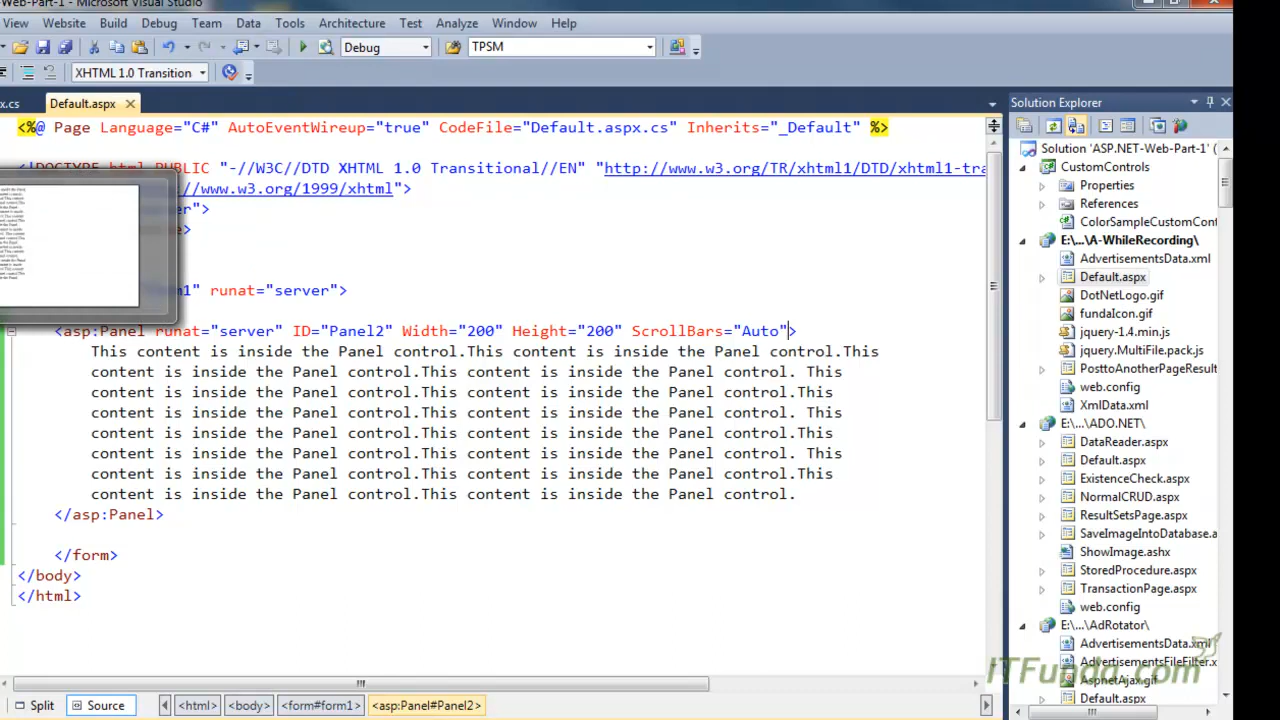 -Web-Part-1 - Microsoft Visual Studio
View Website Build Debug Team Data Tools Architecture Test Analyze Window Help
Debug TPSM
XHTML 1.0 Transition
x.cs Default.aspx
<%@ Page Language="C#" AutoEventWireup="true" CodeFile="Default.aspx.cs" Inherits="_Default" %>
<!DOCTYPE html PUBLIC "-//W3C//DTD XHTML 1.0 Transitional//EN" "http://www.w3.org/TR/xhtml1/DTD/xhtml1-tra
//www.w3.org/1999/xhtml">
">
>
1" runat="server">
<asp:Panel runat="server" ID="Panel2" Width="200" Height="200" ScrollBars="Auto">
This content is inside the Panel control.This content is inside the Panel control.This
content is inside the Panel control.This content is inside the Panel control. This
content is inside the Panel control.This content is inside the Panel control.This
content is inside the Panel control.This content is inside the Panel control. This
content is inside the Panel control.This content is inside the Panel control.This
content is inside the Panel control.This content is inside the Panel control. This
content is inside the Panel control.This content is inside the Panel control.This
content is inside the Panel control.This content is inside the Panel control.
</asp:Panel>
</form>
</body>
</html>
Split Source <html> <body> <form#form1> <asp:Panel#Panel2>
Solution Explorer
Solution 'ASP.NET-Web-Part-1' (
CustomControls
Properties
References
ColorSampleCustomCont
E:\...\A-WhileRecording\
AdvertisementsData.xml
Default.aspx
DotNetLogo.gif
fundaIcon.gif
jquery-1.4.min.js
jquery.MultiFile.pack.js
PosttoAnotherPageResult
web.config
XmlData.xml
E:\...\ADO.NET\
DataReader.aspx
Default.aspx
ExistenceCheck.aspx
NormalCRUD.aspx
ResultSetsPage.aspx
SaveImageIntoDatabase.a
ShowImage.ashx
StoredProcedure.aspx
TransactionPage.aspx
web.config
E:\...\AdRotator\
AdvertisementsData.xml
AdvertisementsFileFilter.x
AspnetAjax.gif
Default.aspx
ITFunda.com